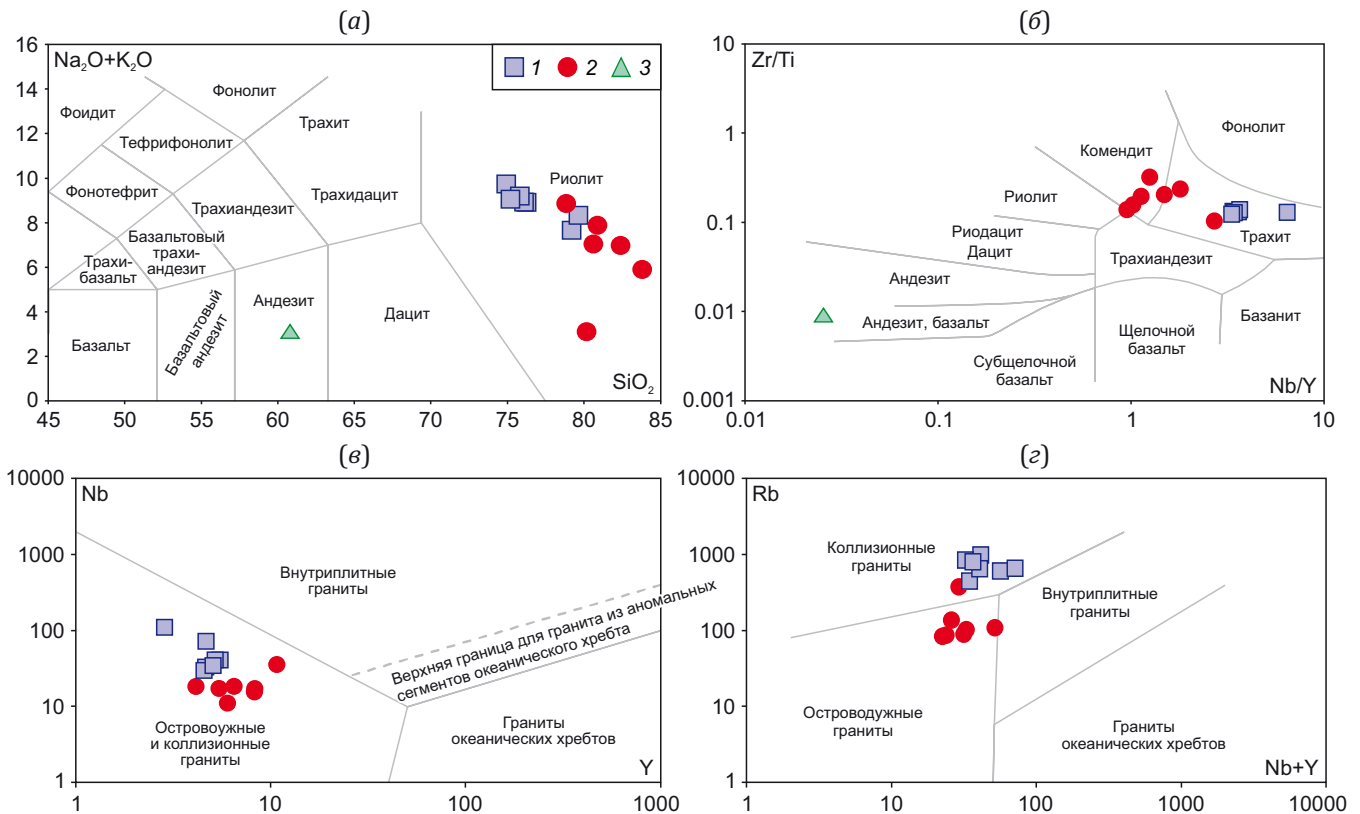 (а)
Na₂O+K₂O
1 2 3
16
14
12
10
8
6
4
2
0
Фоидит
Фонолит
Тефрифонолит
Трахит
Фонотефрит
Трахиандезит
Трахидацит
Риолит
Базальтовый
трахи-
андезит
Трахи-
базальт
Андезит
Дацит
Базальт
Базальтовый
андезит
SiO₂
45 50 55 60 65 70 75 80 85
(б)
Zr/Ti
10
1
0.1
0.01
0.001
Фонолит
Комендит
Риолит
Трахит
Риодацит
Дацит
Трахиандезит
Андезит
Андезит, базальт
Базанит
Щелочной
базальт
Субщелочной
базальт
Nb/Y
0.01 0.1 1 10
(в)
Nb
10000
1000
100
10
1
Внутриплитные
граниты
Верхняя граница для гранита из аномальных
сегментов океанического хребта
Островоужные
и коллизионные
граниты
Граниты
океанических хребтов
Y
1 10 100 1000
(г)
Rb
10000
1000
100
10
1
Коллизионные
граниты
Внутриплитные
граниты
Островодужные
граниты
Граниты
океанических хребтов
Nb+Y
1 10 100 1000 10000